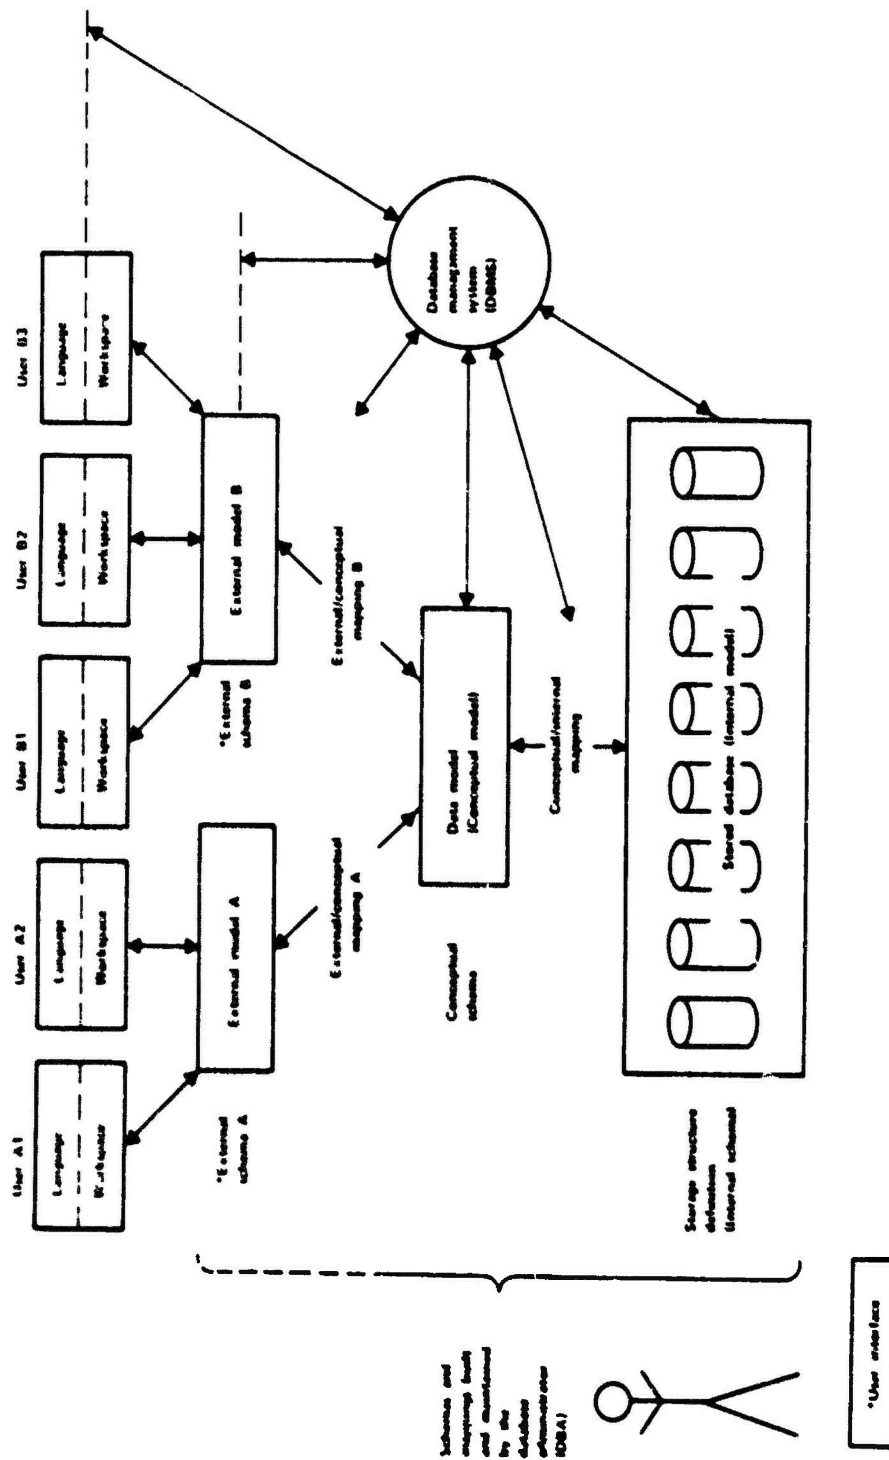 User A1
Language
Workspace
User A2
Language
Workspace
User B1
Language
Workspace
User B2
Language
Workspace
User B3
Language
Workspace
*External
schema A
External model A
*External
schema B
External model B
External/conceptual
mapping A
External/conceptual
mapping B
Database
management
system
(DBMS)
Conceptual
schema
Data model
(Conceptual model)
Conceptual/internal
mapping
Schemas and
mappings built
and maintained
by the
database
administrator
(DBA)
Storage structure
definition
(Internal schema)
Stored database (Internal model)
*User interface